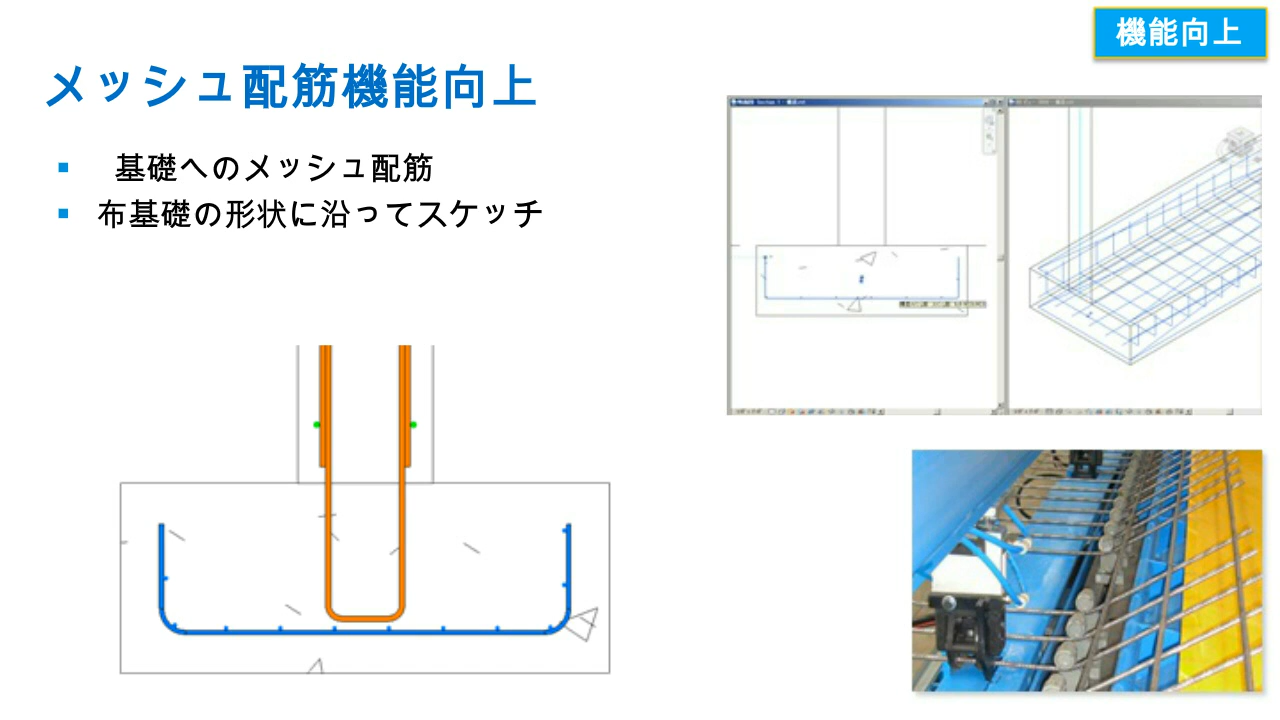 機能向上
メッシュ配筋機能向上
▪ 基礎へのメッシュ配筋
▪ 布基礎の形状に沿ってスケッチ